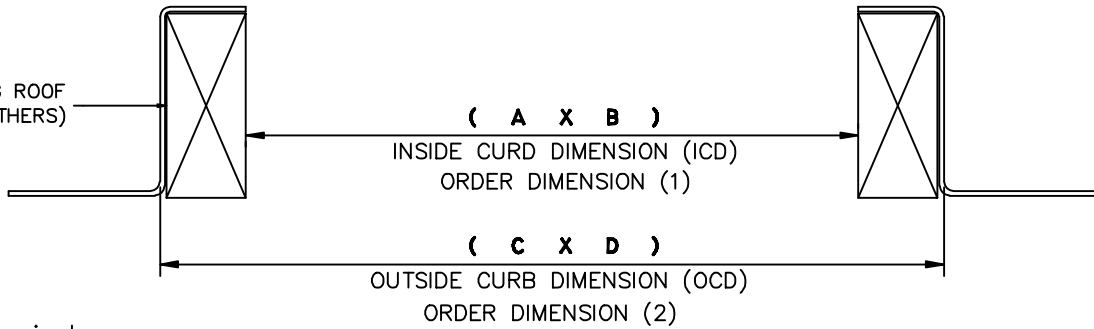 ROOF
THERS)
( A X B )
INSIDE CURD DIMENSION (ICD)
ORDER DIMENSION (1)
( C X D )
OUTSIDE CURB DIMENSION (OCD)
ORDER DIMENSION (2)